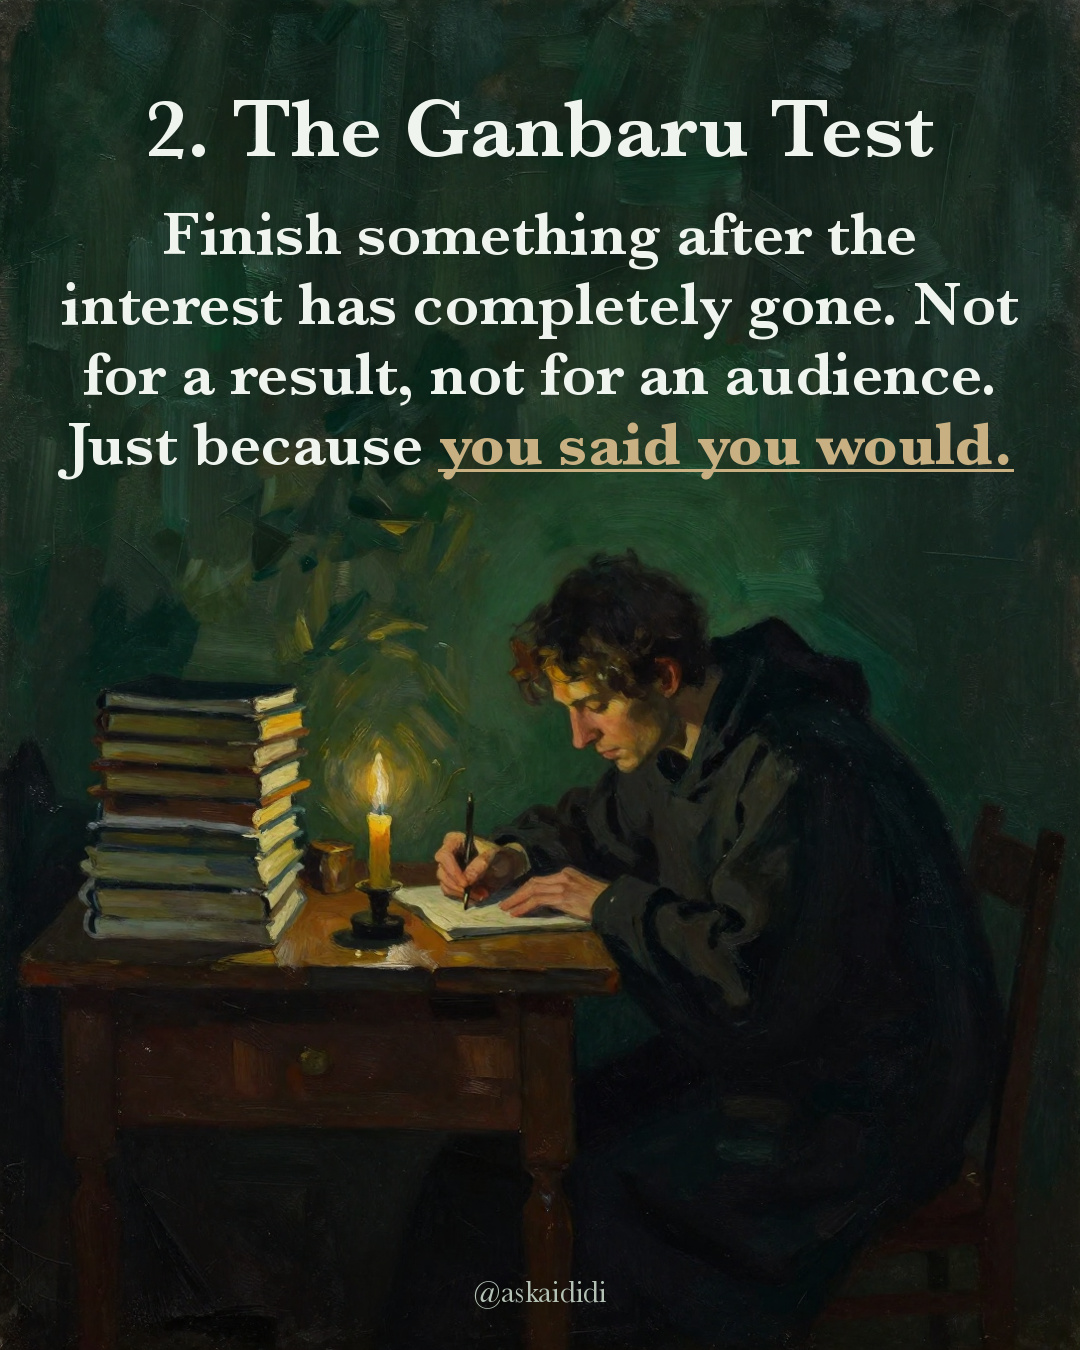 2. The Ganbaru Test
Finish something after the
interest has completely gone. Not
for a result, not for an audience.
Just because you said you would.
@askaididi